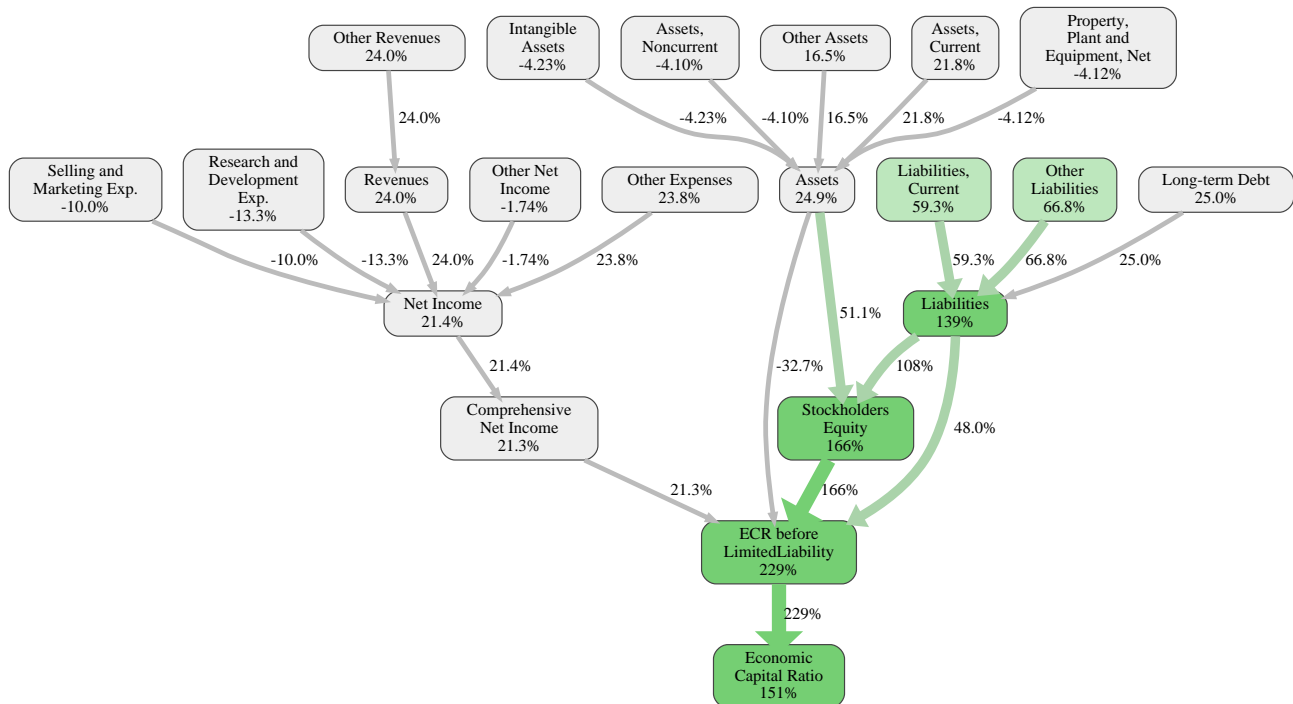 Other Revenues
24.0%
Intangible
Assets
-4.23%
Assets,
Noncurrent
-4.10%
Other Assets
16.5%
Assets,
Current
21.8%
Property,
Plant and
Equipment, Net
-4.12%
24.0%
-4.23%
-4.10%
16.5%
21.8%
-4.12%
Selling and
Marketing Exp.
-10.0%
Research and
Development
Exp.
-13.3%
Revenues
24.0%
Other Net
Income
-1.74%
Other Expenses
23.8%
Assets
24.9%
Liabilities,
Current
59.3%
Other
Liabilities
66.8%
Long-term Debt
25.0%
-10.0%
-13.3%
24.0%
-1.74%
23.8%
59.3%
66.8%
25.0%
Net Income
21.4%
51.1%
Liabilities
139%
21.4%
-32.7%
108%
Comprehensive
Net Income
21.3%
Stockholders
Equity
166%
48.0%
21.3%
166%
ECR before
LimitedLiability
229%
229%
Economic
Capital Ratio
151%